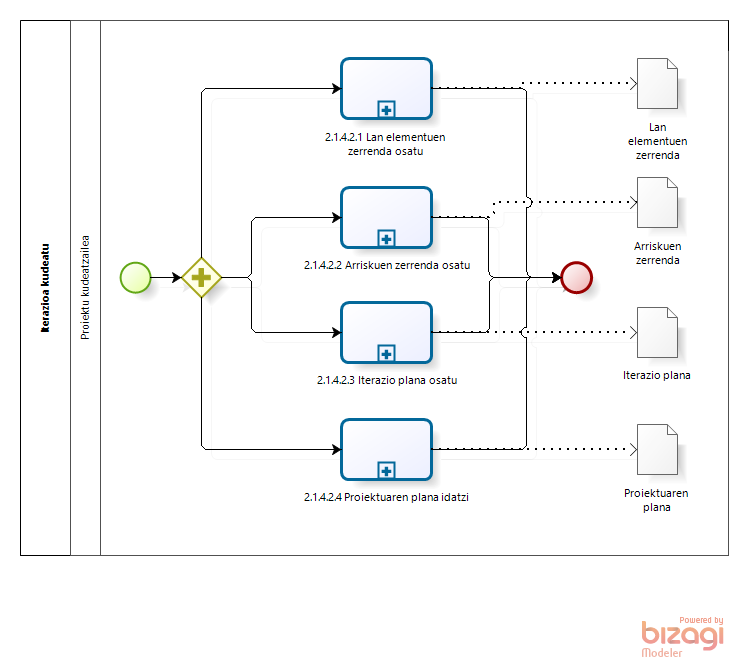 Iterazioa kudeatu
Proiektu kudeatzailea
2.1.4.2.1 Lan elementuen
zerrenda osatu
Lan
elementuen
zerrenda
2.1.4.2.2 Arriskuen zerrenda osatu
Arriskuen
zerrenda
2.1.4.2.3 Iterazio plana osatu
Iterazio plana
2.1.4.2.4 Proiektuaren plana idatzi
Proiektuaren
plana
Powered by
bizagi
Modeler